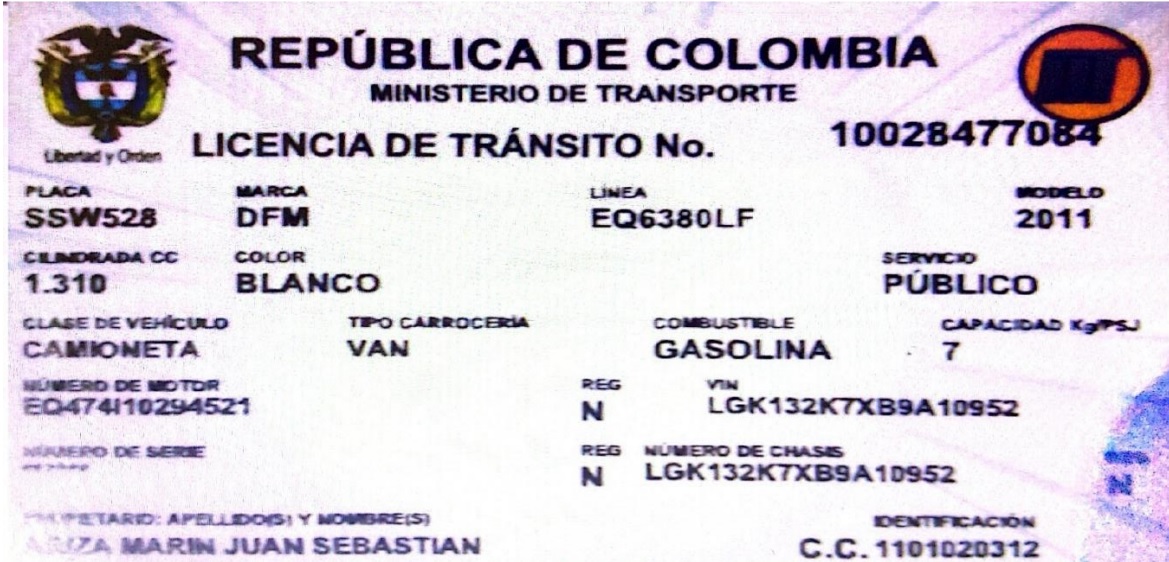 REPÚBLICA DE COLOMBIA
MINISTERIO DE TRANSPORTE
Libertad y Orden
LICENCIA DE TRÁNSITO No. 10028477084
PLACA MARCA LÍNEA MODELO
SSW528 DFM EQ6380LF 2011
CILINDRADA CC COLOR SERVICIO
1.310 BLANCO PÚBLICO
CLASE DE VEHÍCULO TIPO CARROCERÍA COMBUSTIBLE CAPACIDAD Kg/PSJ
CAMIONETA VAN GASOLINA 7
NÚMERO DE MOTOR REG VIN
EQ474I10294521 N LGK132K7XB9A10952
NÚMERO DE SERIE REG NÚMERO DE CHASIS
N LGK132K7XB9A10952
PROPIETARIO: APELLIDO(S) Y NOMBRE(S) IDENTIFICACIÓN
ARIZA MARIN JUAN SEBASTIAN C.C. 1101020312